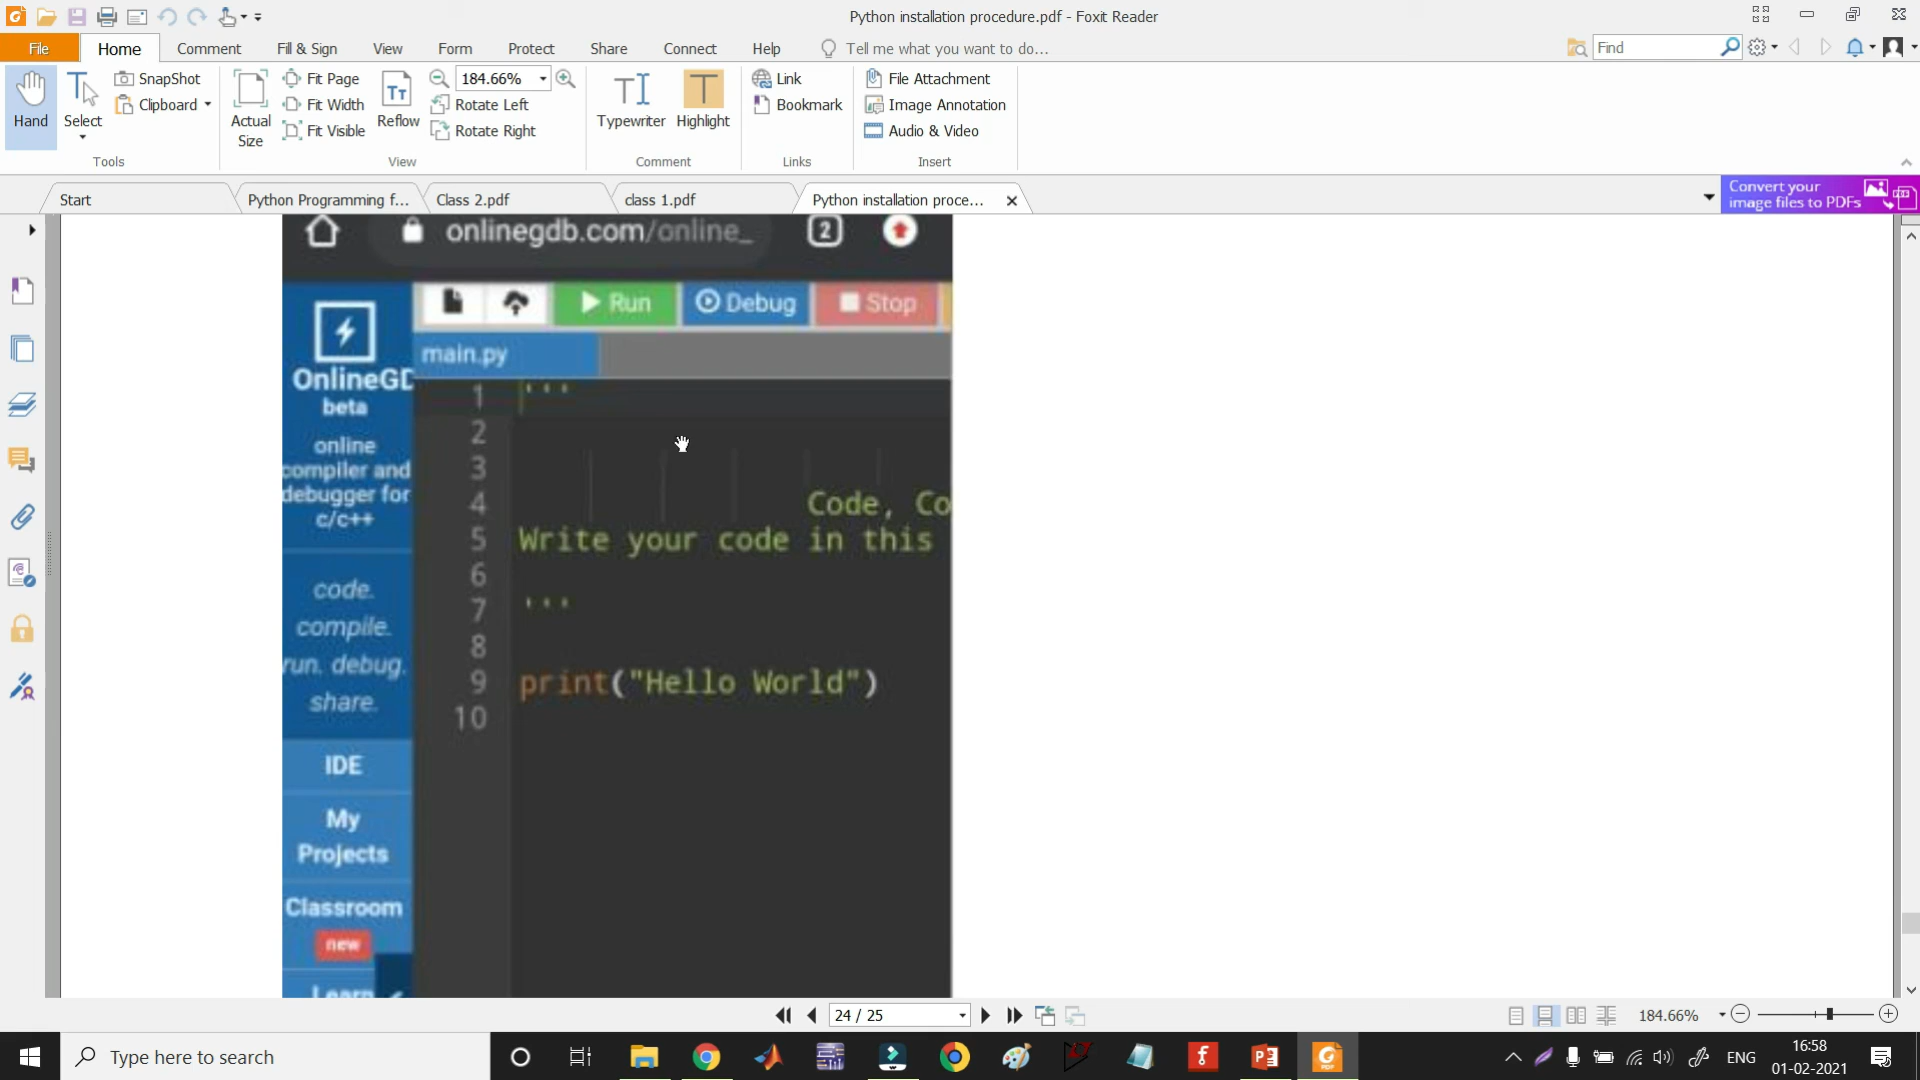 Python installation procedure.pdf - Foxit Reader
File Home Comment Fill & Sign View Form Protect Share Connect Help Tell me what you want to do... Find
Hand
Select
SnapShot
Clipboard
Tools
Actual Size
Fit Page
Fit Width
Fit Visible
Reflow
184.66%
Rotate Left
Rotate Right
View
Typewriter
Highlight
Comment
Link
Bookmark
Links
File Attachment
Image Annotation
Audio & Video
Insert
Start
Python Programming f...
Class 2.pdf
class 1.pdf
Python installation proce...
Convert your
image files to PDFs
onlinegdb.com/online_ 2
Run Debug Stop
main.py
OnlineGD
beta
online
compiler and
debugger for
c/c++
code.
compile.
run. debug.
share.
IDE
My
Projects
Classroom
new
Learn
1 '''
2
3
4 Code, Co
5 Write your code in this
6
7 '''
8
9 print("Hello World")
10
24 / 25
184.66%
Type here to search
ENG
16:58
01-02-2021